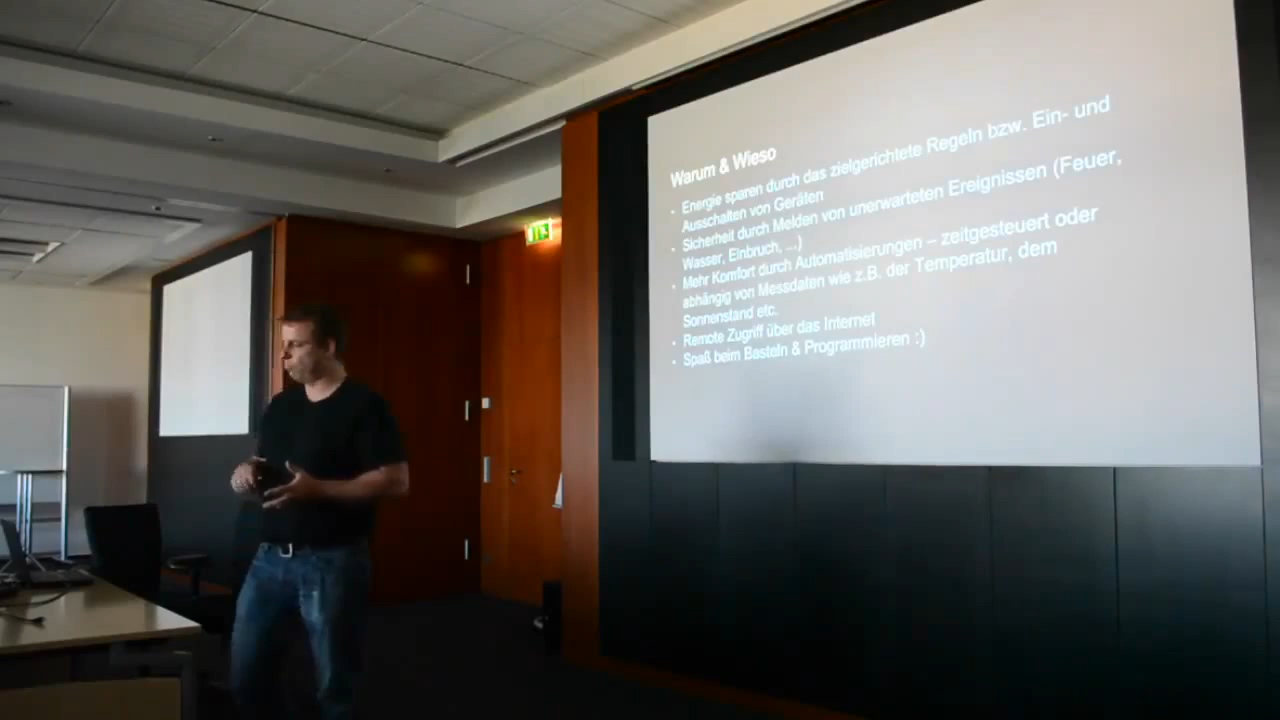 Warum & Wieso
• Energie sparen durch das zielgerichtete Regeln bzw. Ein- und
Ausschalten von Geräten
• Sicherheit durch Melden von unerwarteten Ereignissen (Feuer,
Wasser, Einbruch, ...)
• Mehr Komfort durch Automatisierungen – zeitgesteuert oder
abhängig von Messdaten wie z.B. der Temperatur, dem
Sonnenstand etc.
• Remote Zugriff über das Internet
• Spaß beim Basteln & Programmieren :)